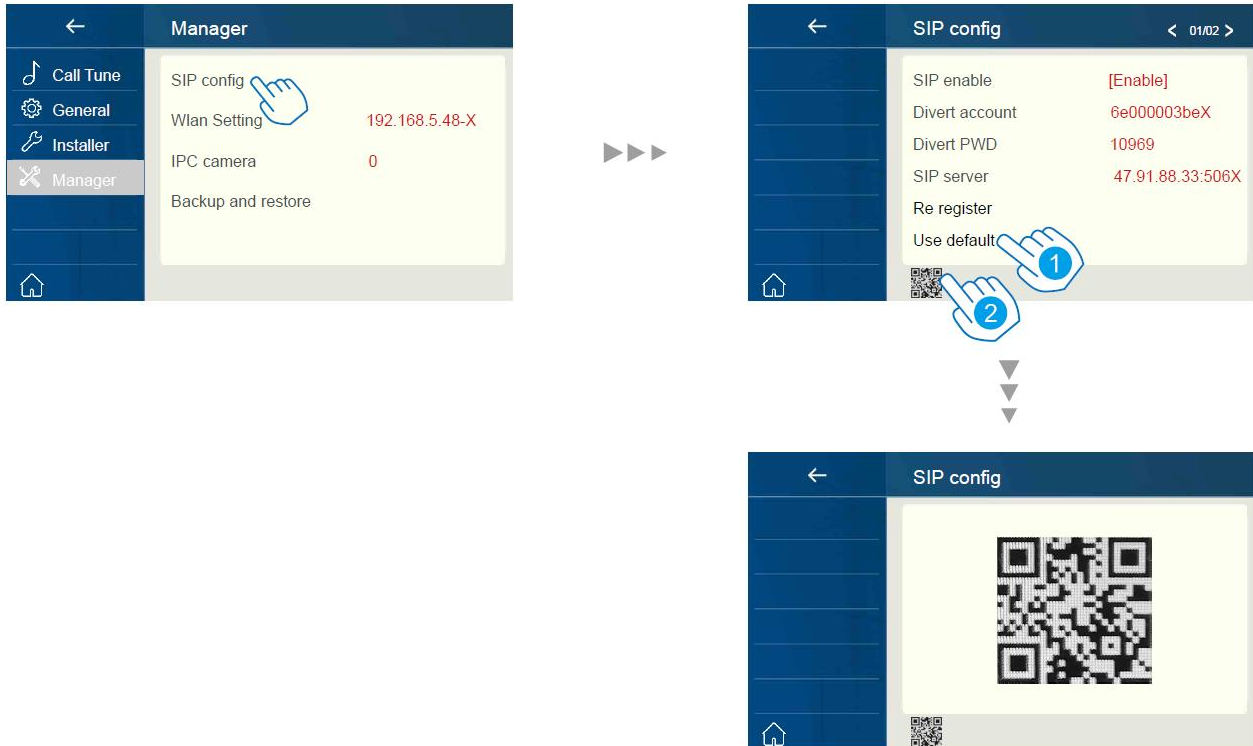 Manager
Call Tune
General
Installer
Manager
SIP config
Wlan Setting 192.168.5.48-X
IPC camera 0
Backup and restore
SIP config < 01/02 >
SIP enable [Enable]
Divert account 6e000003beX
Divert PWD 10969
SIP server 47.91.88.33:506X
Re register
Use default
1
2
SIP config